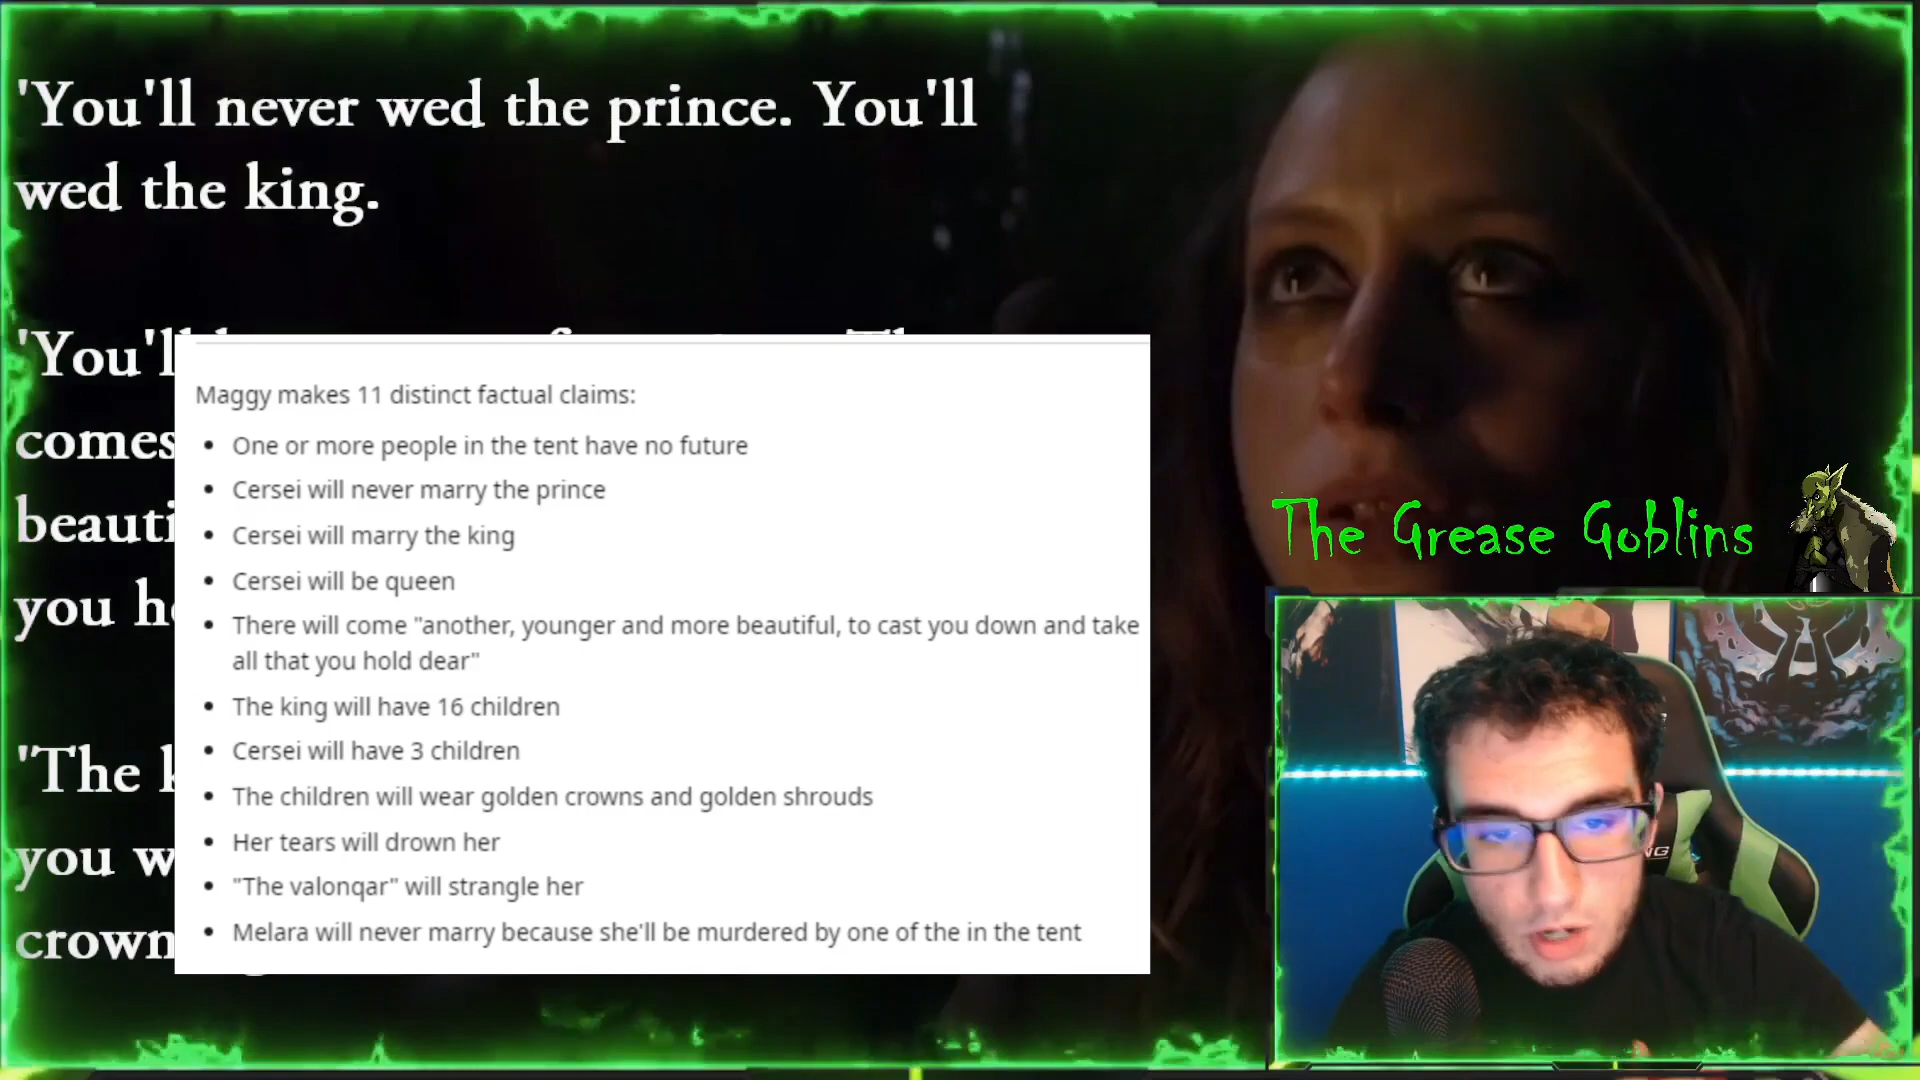 'You'll never wed the prince. You'll
wed the king.
'You'll
comes
beauti
you
'The
you
crown
Maggy makes 11 distinct factual claims:
• One or more people in the tent have no future
• Cersei will never marry the prince
• Cersei will marry the king
• Cersei will be queen
• There will come "another, younger and more beautiful, to cast you down and take
all that you hold dear"
• The king will have 16 children
• Cersei will have 3 children
• The children will wear golden crowns and golden shrouds
• Her tears will drown her
• "The valonqar" will strangle her
• Melara will never marry because she'll be murdered by one of the in the tent
The Grease Goblins